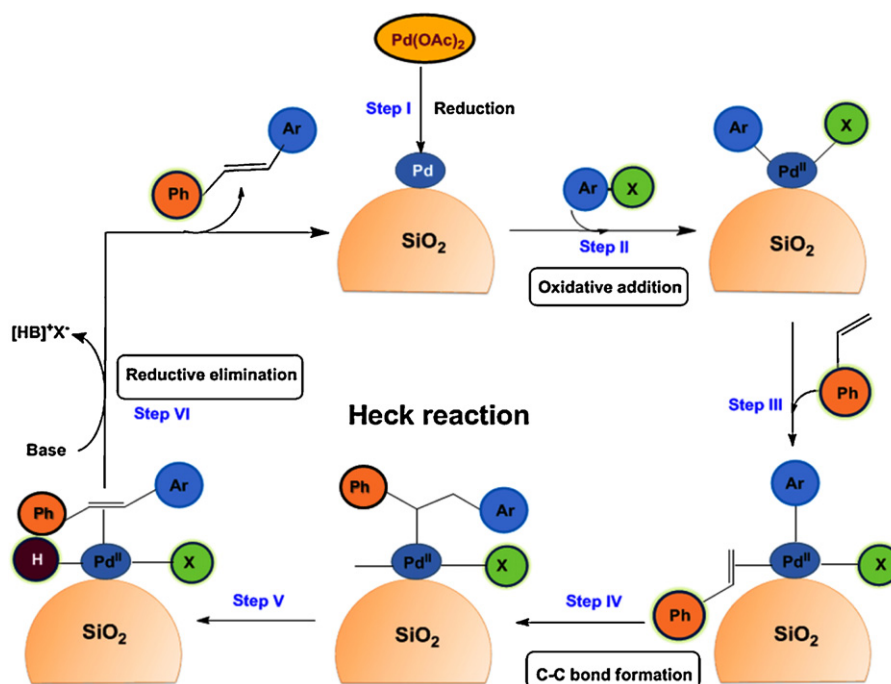 Pd(OAc)2
Step I
Reduction
Ar
Ph
Pd
SiO2
Ar
X
Step II
Oxidative addition
Ar
X
PdII
SiO2
[HB]+X-
Reductive elimination
Step VI
Base
Heck reaction
Step III
Ph
Ph
Ar
H
PdII
X
SiO2
Step V
Ph
Ar
PdII
X
SiO2
Step IV
C-C bond formation
Ar
PdII
X
Ph
SiO2